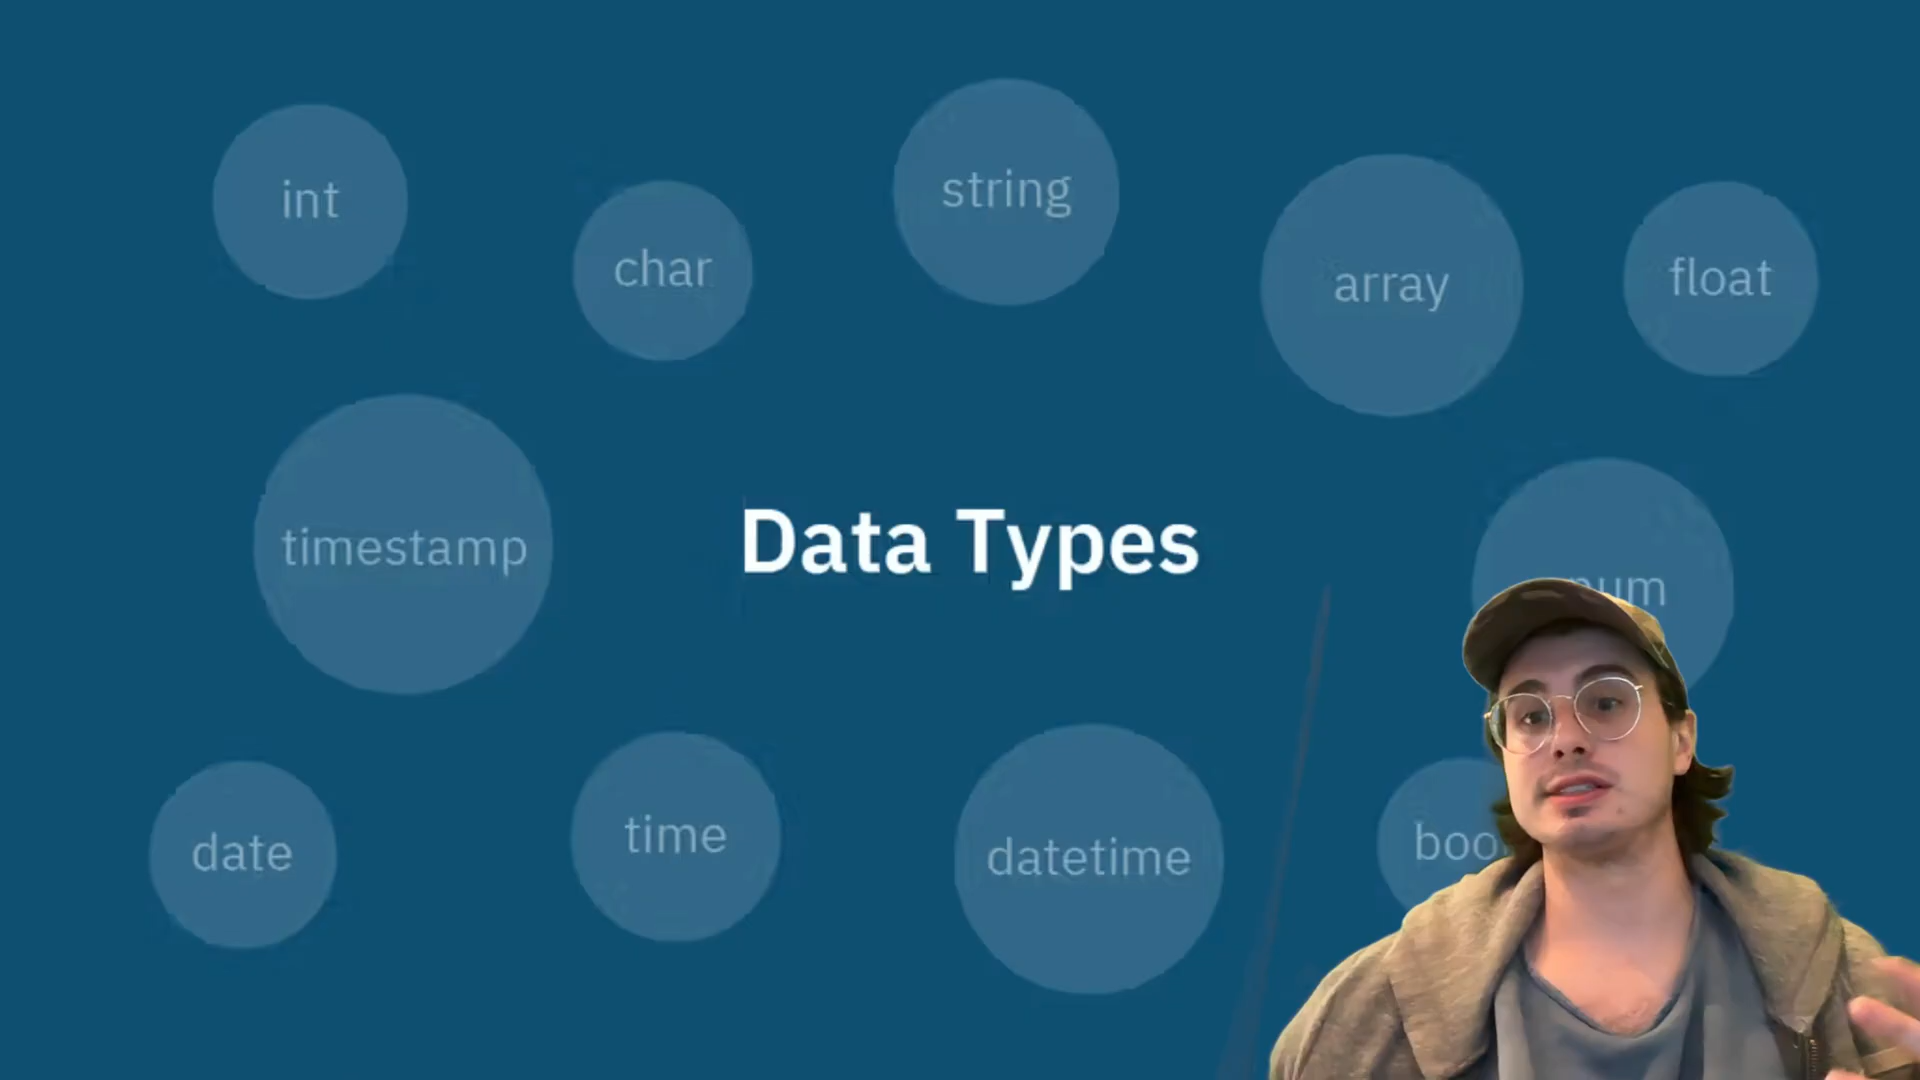 int
char
string
array
float
timestamp
Data Types
date
time
datetime